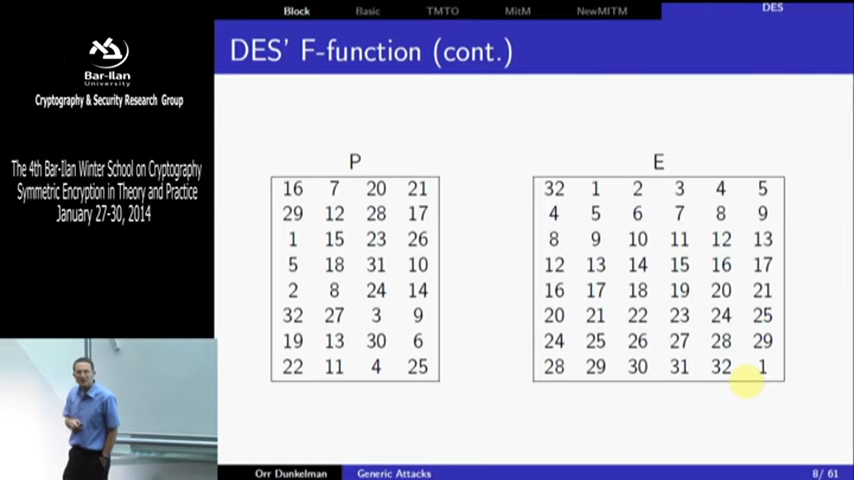 Block Basic TMTO MitM NewMITM DES
DES' F-function (cont.)
Bar-Ilan
University
Cryptography & Security Research Group
The 4th Bar-Ilan Winter School on Cryptography
Symmetric Encryption in Theory and Practice
January 27-30, 2014
P
16 7 20 21
29 12 28 17
1 15 23 26
5 18 31 10
2 8 24 14
32 27 3 9
19 13 30 6
22 11 4 25
E
32 1 2 3 4 5
4 5 6 7 8 9
8 9 10 11 12 13
12 13 14 15 16 17
16 17 18 19 20 21
20 21 22 23 24 25
24 25 26 27 28 29
28 29 30 31 32 1
Orr Dunkelman Generic Attacks 8/ 61